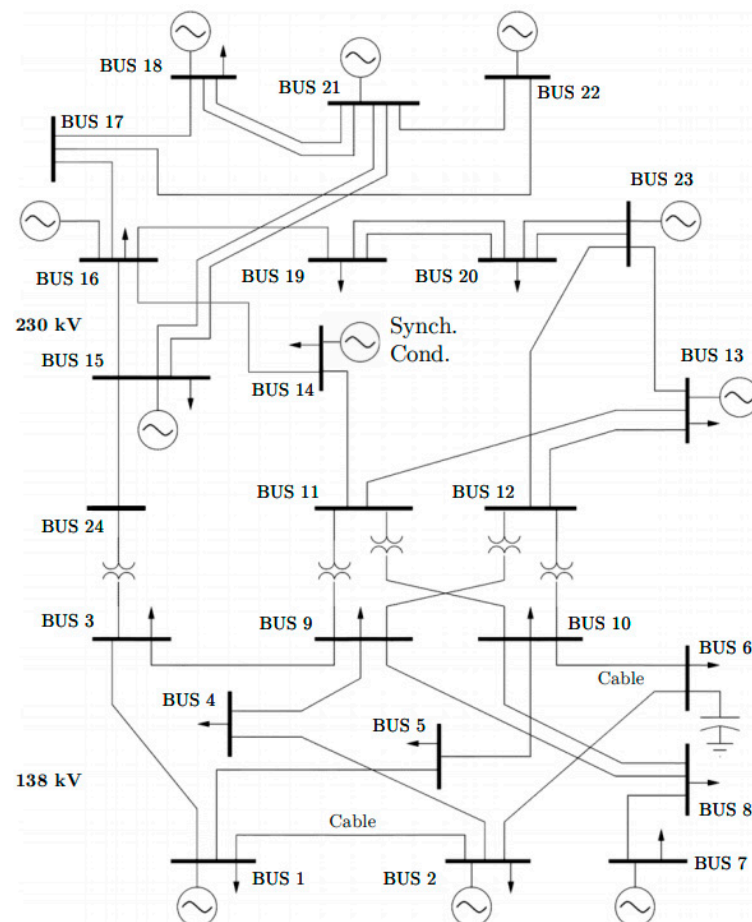 BUS 18
BUS 21
BUS 22
BUS 17
BUS 23
BUS 16
BUS 19
BUS 20
230 kV
Synch.
Cond.
BUS 15
BUS 14
BUS 13
BUS 11
BUS 12
BUS 24
BUS 3
BUS 9
BUS 10
BUS 6
Cable
BUS 4
BUS 5
138 kV
BUS 8
Cable
BUS 1
BUS 2
BUS 7